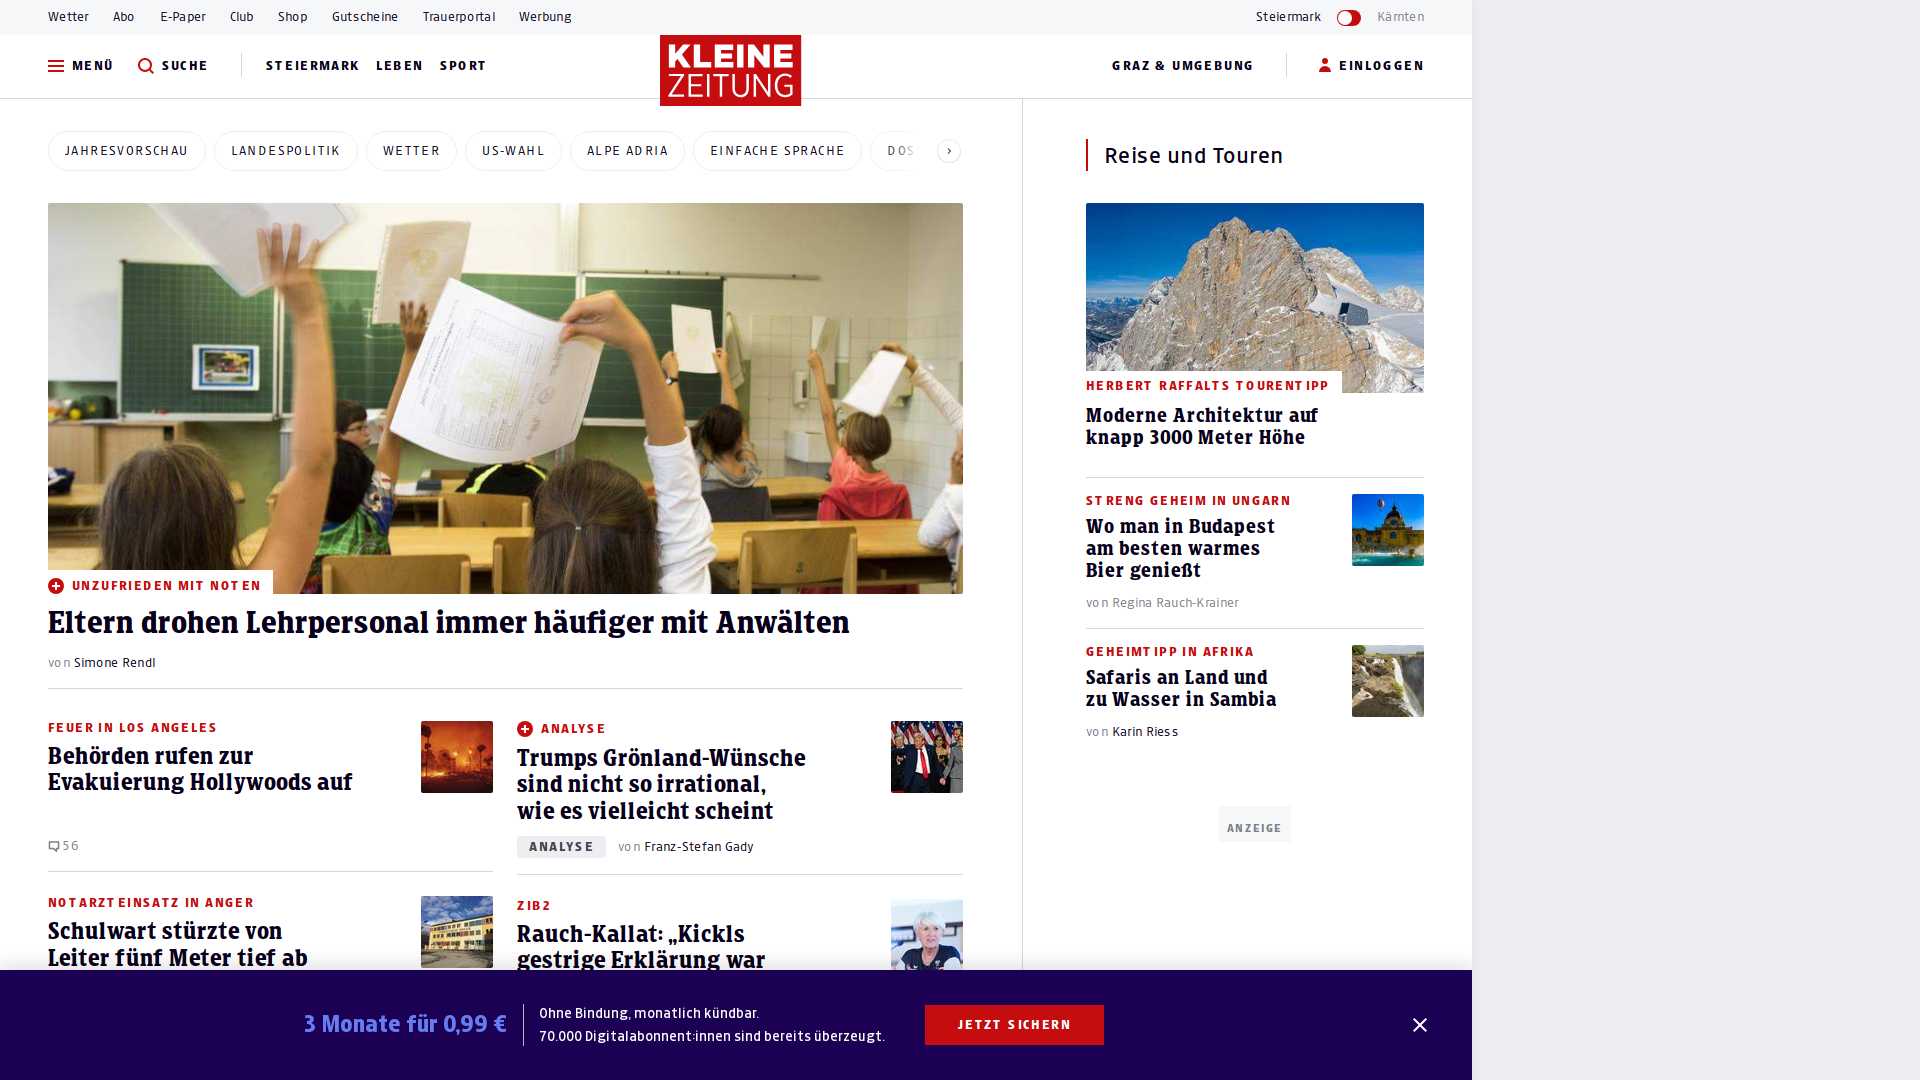 Wetter Abo E-Paper Club Shop Gutscheine Trauerportal Werbung Steiermark Kärnten
MENÜ SUCHE STEIERMARK LEBEN SPORT KLEINE ZEITUNG GRAZ & UMGEBUNG EINLOGGEN
JAHRESVORSCHAU LANDESPOLITIK WETTER US-WAHL ALPE ADRIA EINFACHE SPRACHE DOS
UNZUFRIEDEN MIT NOTEN
Eltern drohen Lehrpersonal immer häufiger mit Anwälten
von Simone Rendl
FEUER IN LOS ANGELES
Behörden rufen zur
Evakuierung Hollywoods auf
56
ANALYSE
Trumps Grönland-Wünsche
sind nicht so irrational,
wie es vielleicht scheint
ANALYSE von Franz-Stefan Gady
NOTARZTEINSATZ IN ANGER
Schulwart stürzte von
Leiter fünf Meter tief ab
ZIB2
Rauch-Kallat: „Kickls
gestrige Erklärung war
Reise und Touren
HERBERT RAFFALTS TOURENTIPP
Moderne Architektur auf
knapp 3000 Meter Höhe
STRENG GEHEIM IN UNGARN
Wo man in Budapest
am besten warmes
Bier genießt
von Regina Rauch-Krainer
GEHEIMTIPP IN AFRIKA
Safaris an Land und
zu Wasser in Sambia
von Karin Riess
ANZEIGE
3 Monate für 0,99 €
Ohne Bindung, monatlich kündbar.
70.000 Digitalabonnent:innen sind bereits überzeugt.
JETZT SICHERN